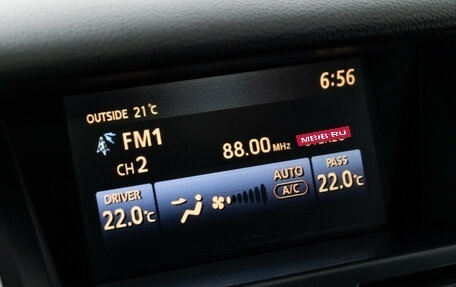 6:56
OUTSIDE 21°C
FM1
CH 2
88.00 MHz
MBIB.RU
DRIVER
22.0°C
AUTO
A/C
PASS
22.0°C